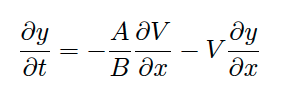 ∂y/∂t = −(A/B) ∂V/∂x − V ∂y/∂x